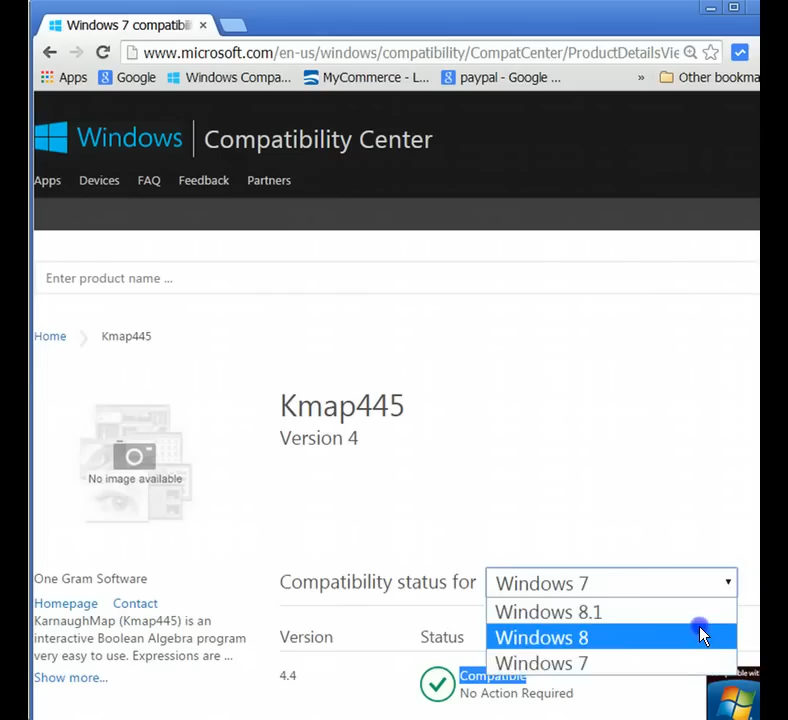 Windows 7 compatibili
www.microsoft.com/en-us/windows/compatibility/CompatCenter/ProductDetailsVie
Apps Google Windows Compa... MyCommerce - L... paypal - Google ... » Other bookma
Windows Compatibility Center
Apps Devices FAQ Feedback Partners
Enter product name ...
Home Kmap445
Kmap445
Version 4
No image available
One Gram Software
Homepage Contact
KarnaughMap (Kmap445) is an
interactive Boolean Algebra program
very easy to use. Expressions are ...
Show more...
Compatibility status for Windows 7
Windows 8.1
Windows 8
Windows 7
Version Status
4.4 Compatible
No Action Required